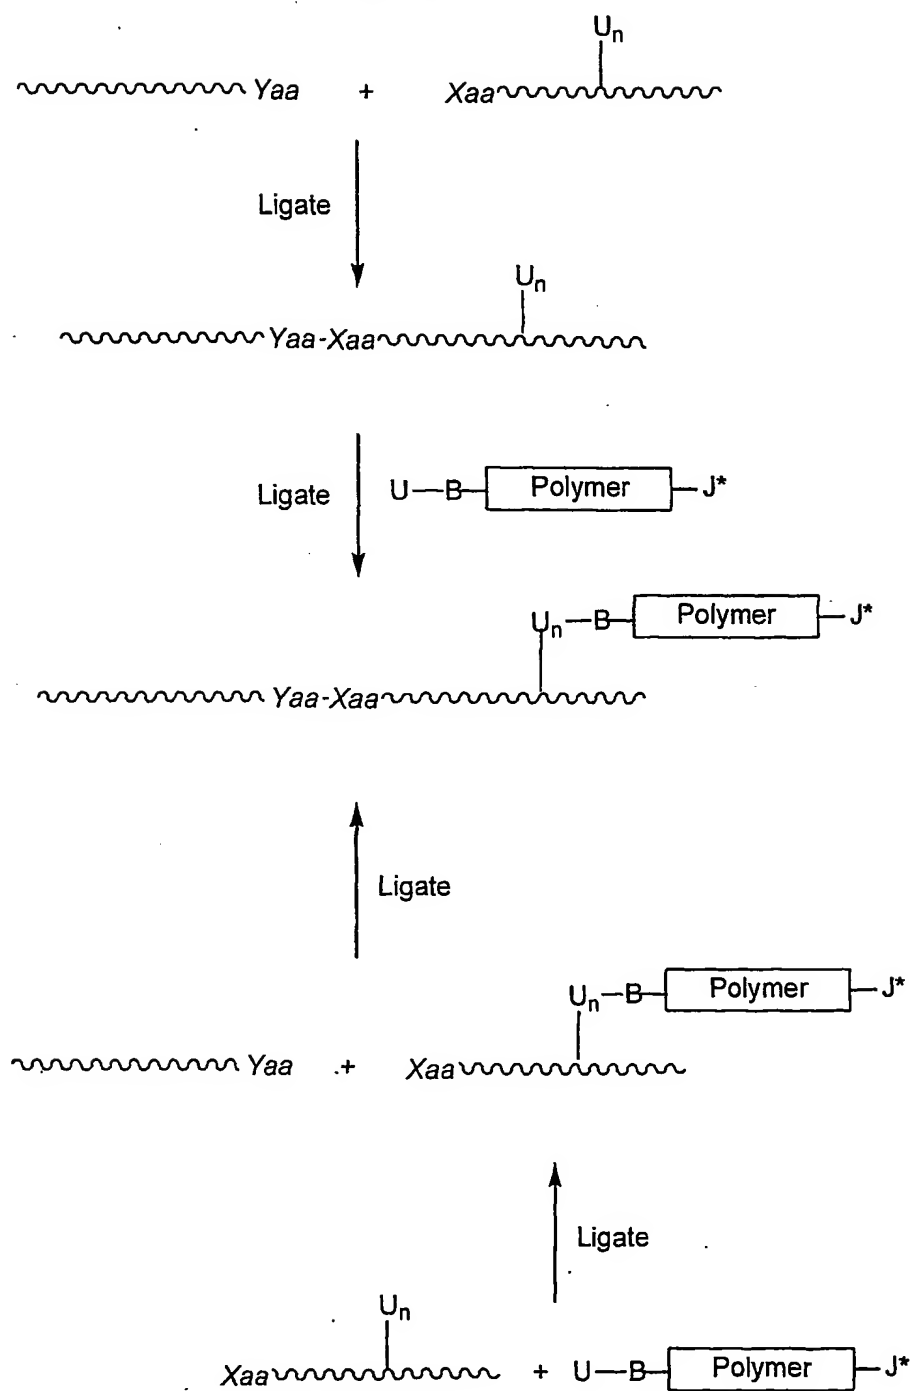 Uₙ
Yaa + Xaa
Ligate
Uₙ
Yaa-Xaa
Ligate U—B—Polymer—J*
Uₙ—B—Polymer—J*
Yaa-Xaa
Ligate
Uₙ—B—Polymer—J*
Yaa + Xaa
Ligate
Uₙ
Xaa + U—B—Polymer—J*